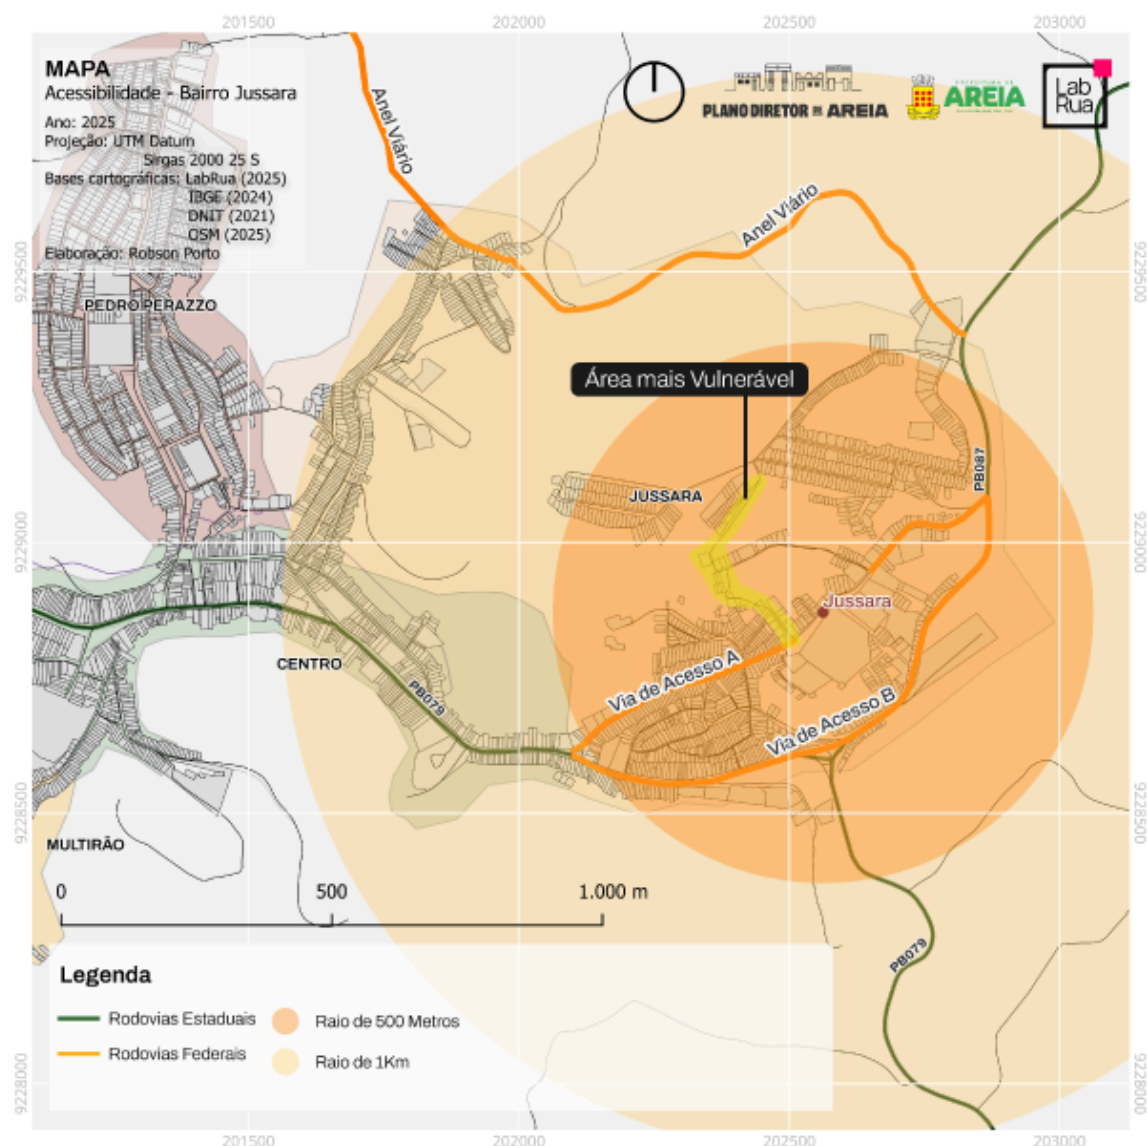 201500
202000
202500
203000
MAPA
Acessibilidade - Bairro Jussara
Ano: 2025
Projeção: UTM Datum
Sirgas 2000 25 S
Bases cartográficas: LabRua (2025)
IBGE (2024)
DNIT (2021)
OSM (2025)
Elaboração: Robson Porto
PLANO DIRETOR DE AREIA
AREIA
Lab
Rua
Anel Viário
Anel Viário
9229500
9229500
PEDRO PERAZZO
Área mais Vulnerável
PB087
JUSSARA
9229000
9229000
Jussara
CENTRO
Via de Acesso A
PB079
Via de Acesso B
9228500
9228500
MULTIRÃO
0
500
1.000 m
PB079
Legenda
Rodovias Estaduais
Raio de 500 Metros
Rodovias Federais
Raio de 1Km
9228000
9228000
201500
202000
202500
203000